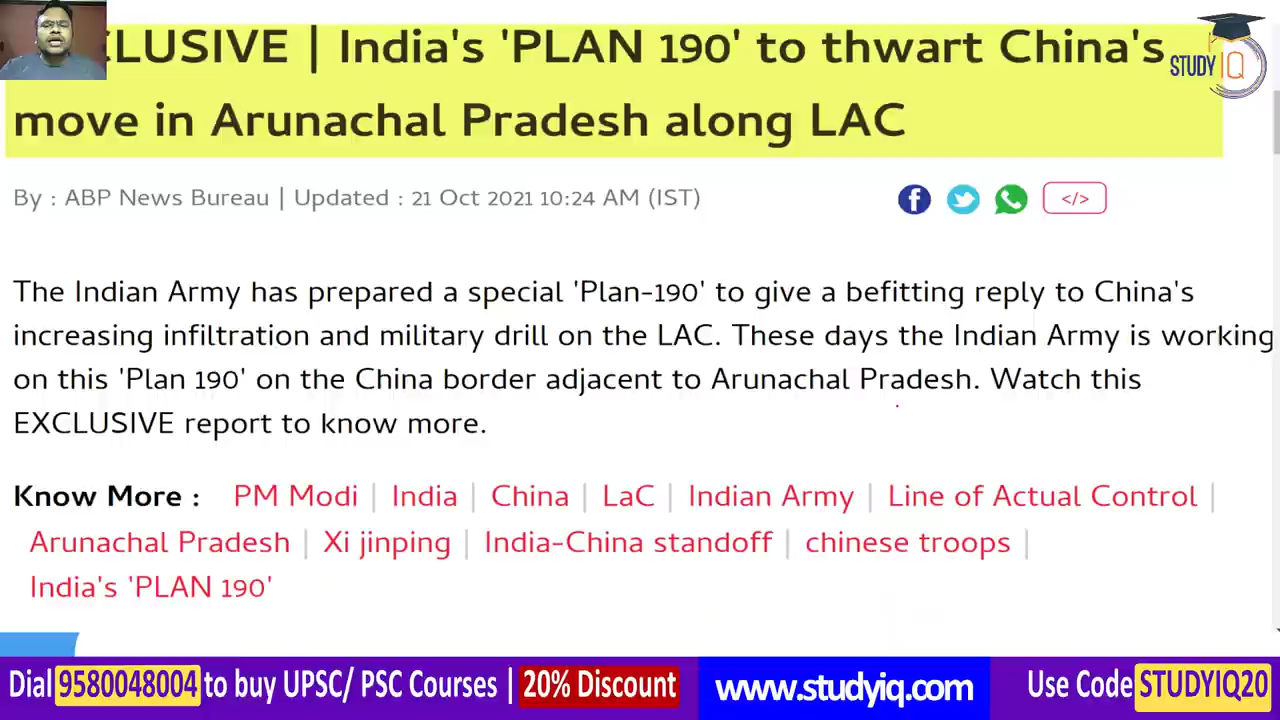 CLUSIVE | India's 'PLAN 190' to thwart China's
move in Arunachal Pradesh along LAC
STUDY IQ
By : ABP News Bureau | Updated : 21 Oct 2021 10:24 AM (IST)
</>
The Indian Army has prepared a special 'Plan-190' to give a befitting reply to China's
increasing infiltration and military drill on the LAC. These days the Indian Army is working
on this 'Plan 190' on the China border adjacent to Arunachal Pradesh. Watch this
EXCLUSIVE report to know more.
Know More : PM Modi | India | China | LaC | Indian Army | Line of Actual Control |
Arunachal Pradesh | Xi jinping | India-China standoff | chinese troops |
India's 'PLAN 190'
Dial 9580048004 to buy UPSC/ PSC Courses | 20% Discount www.studyiq.com Use Code STUDYIQ20